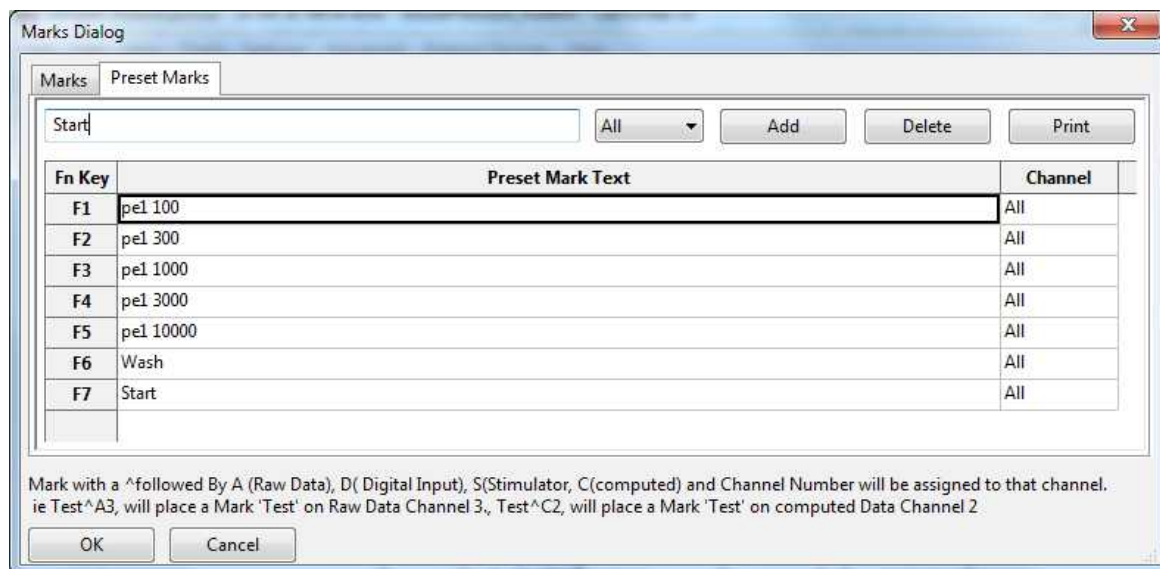 Marks Dialog
Marks Preset Marks
Start All Add Delete Print
Fn Key Preset Mark Text Channel
F1 pe1 100 All
F2 pe1 300 All
F3 pe1 1000 All
F4 pe1 3000 All
F5 pe1 10000 All
F6 Wash All
F7 Start All
Mark with a ^followed By A (Raw Data), D( Digital Input), S(Stimulator, C(computed) and Channel Number will be assigned to that channel.
ie Test^A3, will place a Mark 'Test' on Raw Data Channel 3., Test^C2, will place a Mark 'Test' on computed Data Channel 2
OK Cancel